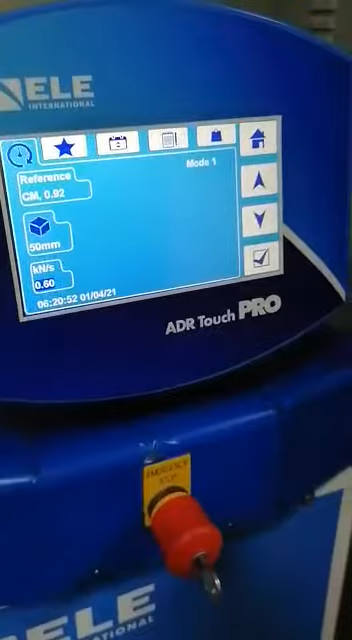 ELE
INTERNATIONAL
Mode 1
Reference
CM, 0.92
50mm
kN/s
0.60
06:20:52 01/04/21
ADR Touch PRO
EMERGENCY
STOP
ELE
INTERNATIONAL